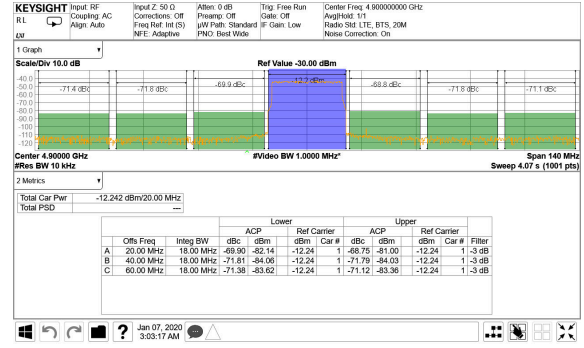 KEYSIGHT Input: RF Input Z: 50 Ω Atten: 0 dB Trig: Free Run Center Freq: 4.900000000 GHz
RL Coupling: AC Corrections: Off Preamp: Off Gate: Off Avg|Hold: 1/1
Align: Auto Freq Ref: Int (S) µW Path: Standard IF Gain: Low Radio Std: LTE, BTS, 20M
LXI NFE: Adaptive PNO: Best Wide Noise Correction: On
1 Graph
Scale/Div 10.0 dB Ref Value -30.00 dBm
-40.0
-50.0
-60.0
-70.0
-80.0
-90.0
-100
-110
-120
-71.4 dBc -71.8 dBc -69.9 dBc -12.2 dBm -68.8 dBc -71.8 dBc -71.1 dBc
Center 4.90000 GHz #Video BW 1.0000 MHz* Span 140 MHz
#Res BW 10 kHz Sweep 4.07 s (1001 pts)
2 Metrics
Total Car Pwr -12.242 dBm/20.00 MHz
Total PSD ---
Lower Upper
ACP Ref Carrier ACP Ref Carrier
Offs Freq Integ BW dBc dBm dBm Car # dBc dBm dBm Car # Filter
A 20.00 MHz 18.00 MHz -69.90 -82.14 -12.24 1 -68.75 -81.00 -12.24 1 -3 dB
B 40.00 MHz 18.00 MHz -71.81 -84.06 -12.24 1 -71.79 -84.03 -12.24 1 -3 dB
C 60.00 MHz 18.00 MHz -71.38 -83.62 -12.24 1 -71.12 -83.36 -12.24 1 -3 dB
? Jan 07, 2020
3:03:17 AM